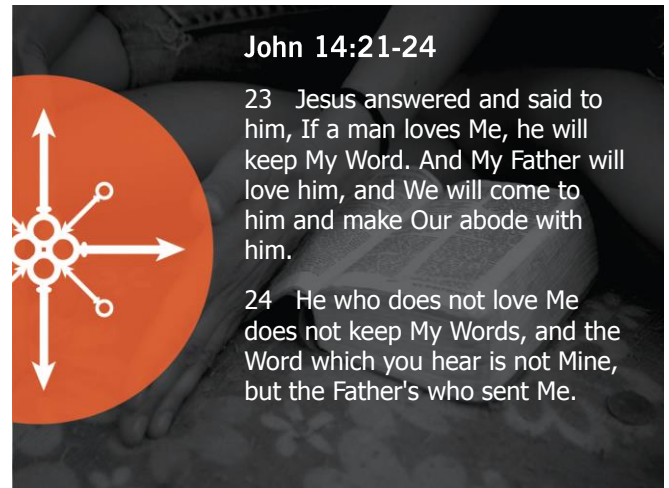 John 14:21-24
23 Jesus answered and said to
him, If a man loves Me, he will
keep My Word. And My Father will
love him, and We will come to
him and make Our abode with
him.
24 He who does not love Me
does not keep My Words, and the
Word which you hear is not Mine,
but the Father's who sent Me.